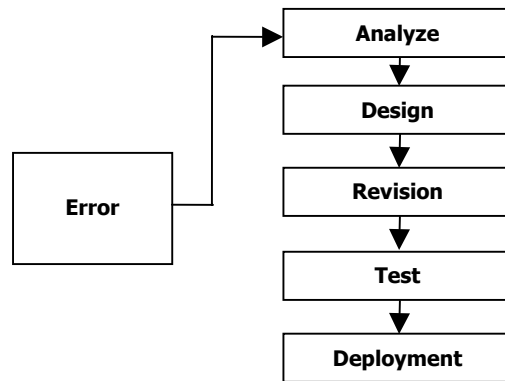 Analyze
Design
Error
Revision
Test
Deployment